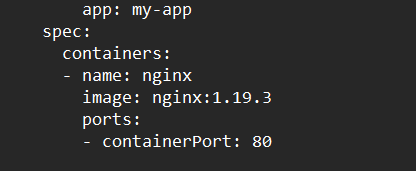 app: my-app
spec:
containers:
- name: nginx
image: nginx:1.19.3
ports:
- containerPort: 80